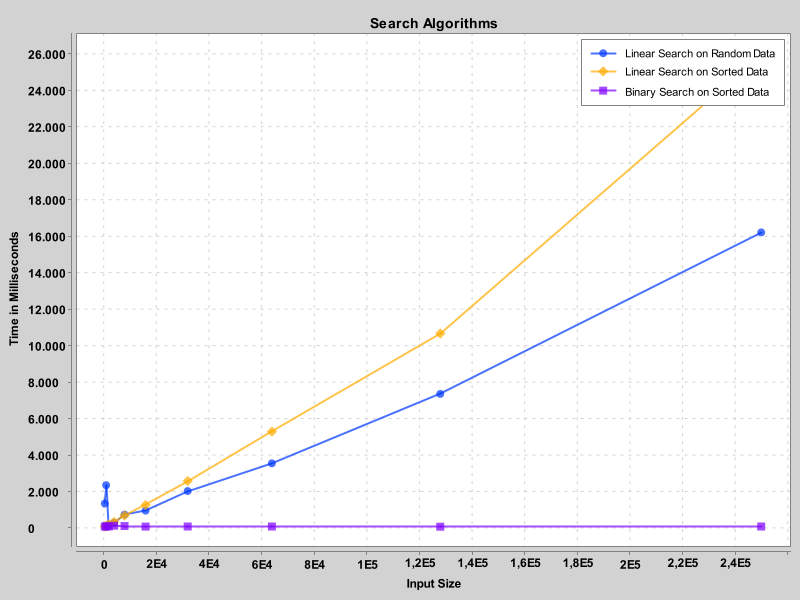 Search Algorithms
26.000
24.000
22.000
20.000
18.000
16.000
14.000
12.000
10.000
8.000
6.000
4.000
2.000
0
Time in Milliseconds
Linear Search on Random Data
Linear Search on Sorted Data
Binary Search on Sorted Data
0 2E4 4E4 6E4 8E4 1E5 1,2E5 1,4E5 1,6E5 1,8E5 2E5 2,2E5 2,4E5
Input Size